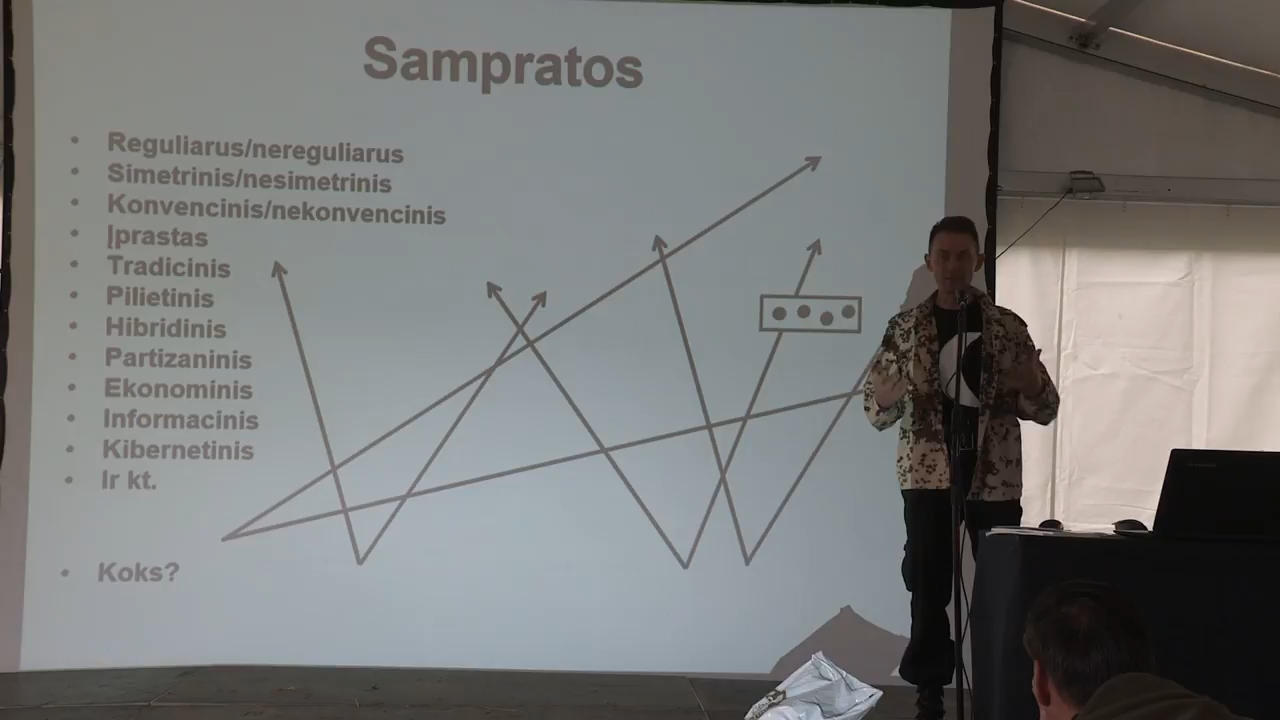 Sampratos
• Reguliarus/nereguliarus
• Simetrinis/nesimetrinis
• Konvencinis/nekonvencinis
• Įprastas
• Tradicinis
• Pilietinis
• Hibridinis
• Partizaninis
• Ekonominis
• Informacinis
• Kibernetinis
• Ir kt.
• Koks?